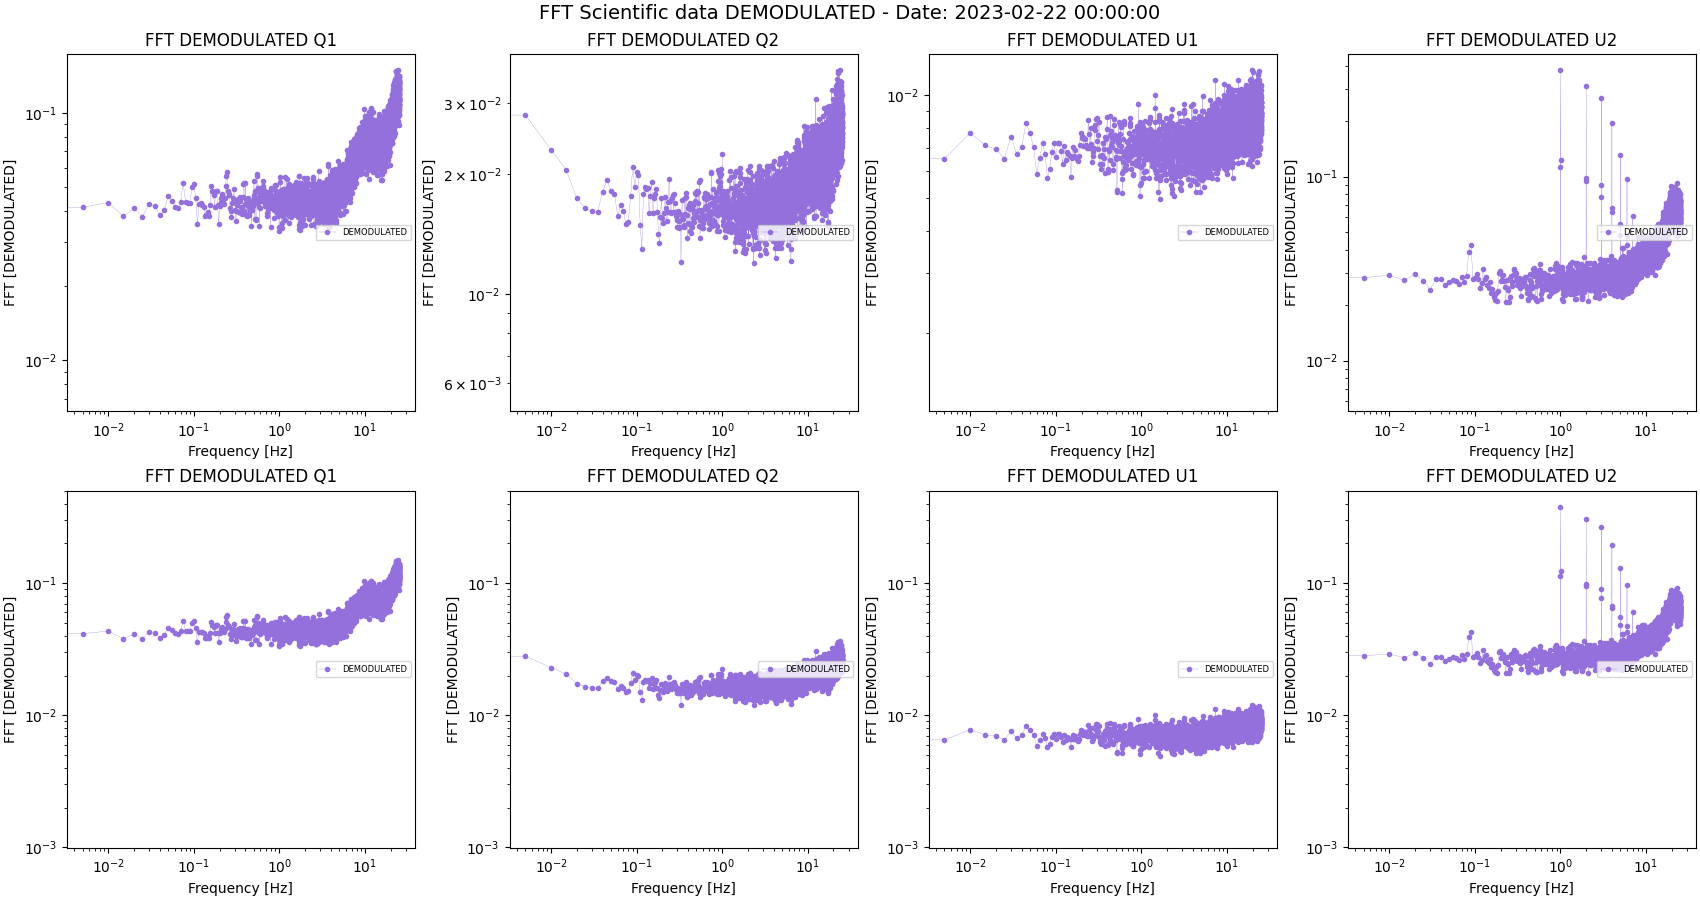 FFT Scientific data DEMODULATED - Date: 2023-02-22 00:00:00
FFT DEMODULATED Q1
FFT DEMODULATED Q2
FFT DEMODULATED U1
FFT DEMODULATED U2
FFT [DEMODULATED]
10⁻¹
10⁻²
DEMODULATED
10⁻² 10⁻¹ 10⁰ 10¹
Frequency [Hz]
FFT [DEMODULATED]
3 × 10⁻²
2 × 10⁻²
10⁻²
6 × 10⁻³
DEMODULATED
10⁻² 10⁻¹ 10⁰ 10¹
Frequency [Hz]
FFT [DEMODULATED]
10⁻²
DEMODULATED
10⁻² 10⁻¹ 10⁰ 10¹
Frequency [Hz]
FFT [DEMODULATED]
10⁻¹
10⁻²
DEMODULATED
10⁻² 10⁻¹ 10⁰ 10¹
Frequency [Hz]
FFT DEMODULATED Q1
FFT DEMODULATED Q2
FFT DEMODULATED U1
FFT DEMODULATED U2
FFT [DEMODULATED]
10⁻¹
10⁻²
10⁻³
DEMODULATED
10⁻² 10⁻¹ 10⁰ 10¹
Frequency [Hz]
FFT [DEMODULATED]
10⁻¹
10⁻²
10⁻³
DEMODULATED
10⁻² 10⁻¹ 10⁰ 10¹
Frequency [Hz]
FFT [DEMODULATED]
10⁻¹
10⁻²
10⁻³
DEMODULATED
10⁻² 10⁻¹ 10⁰ 10¹
Frequency [Hz]
FFT [DEMODULATED]
10⁻¹
10⁻²
10⁻³
DEMODULATED
10⁻² 10⁻¹ 10⁰ 10¹
Frequency [Hz]